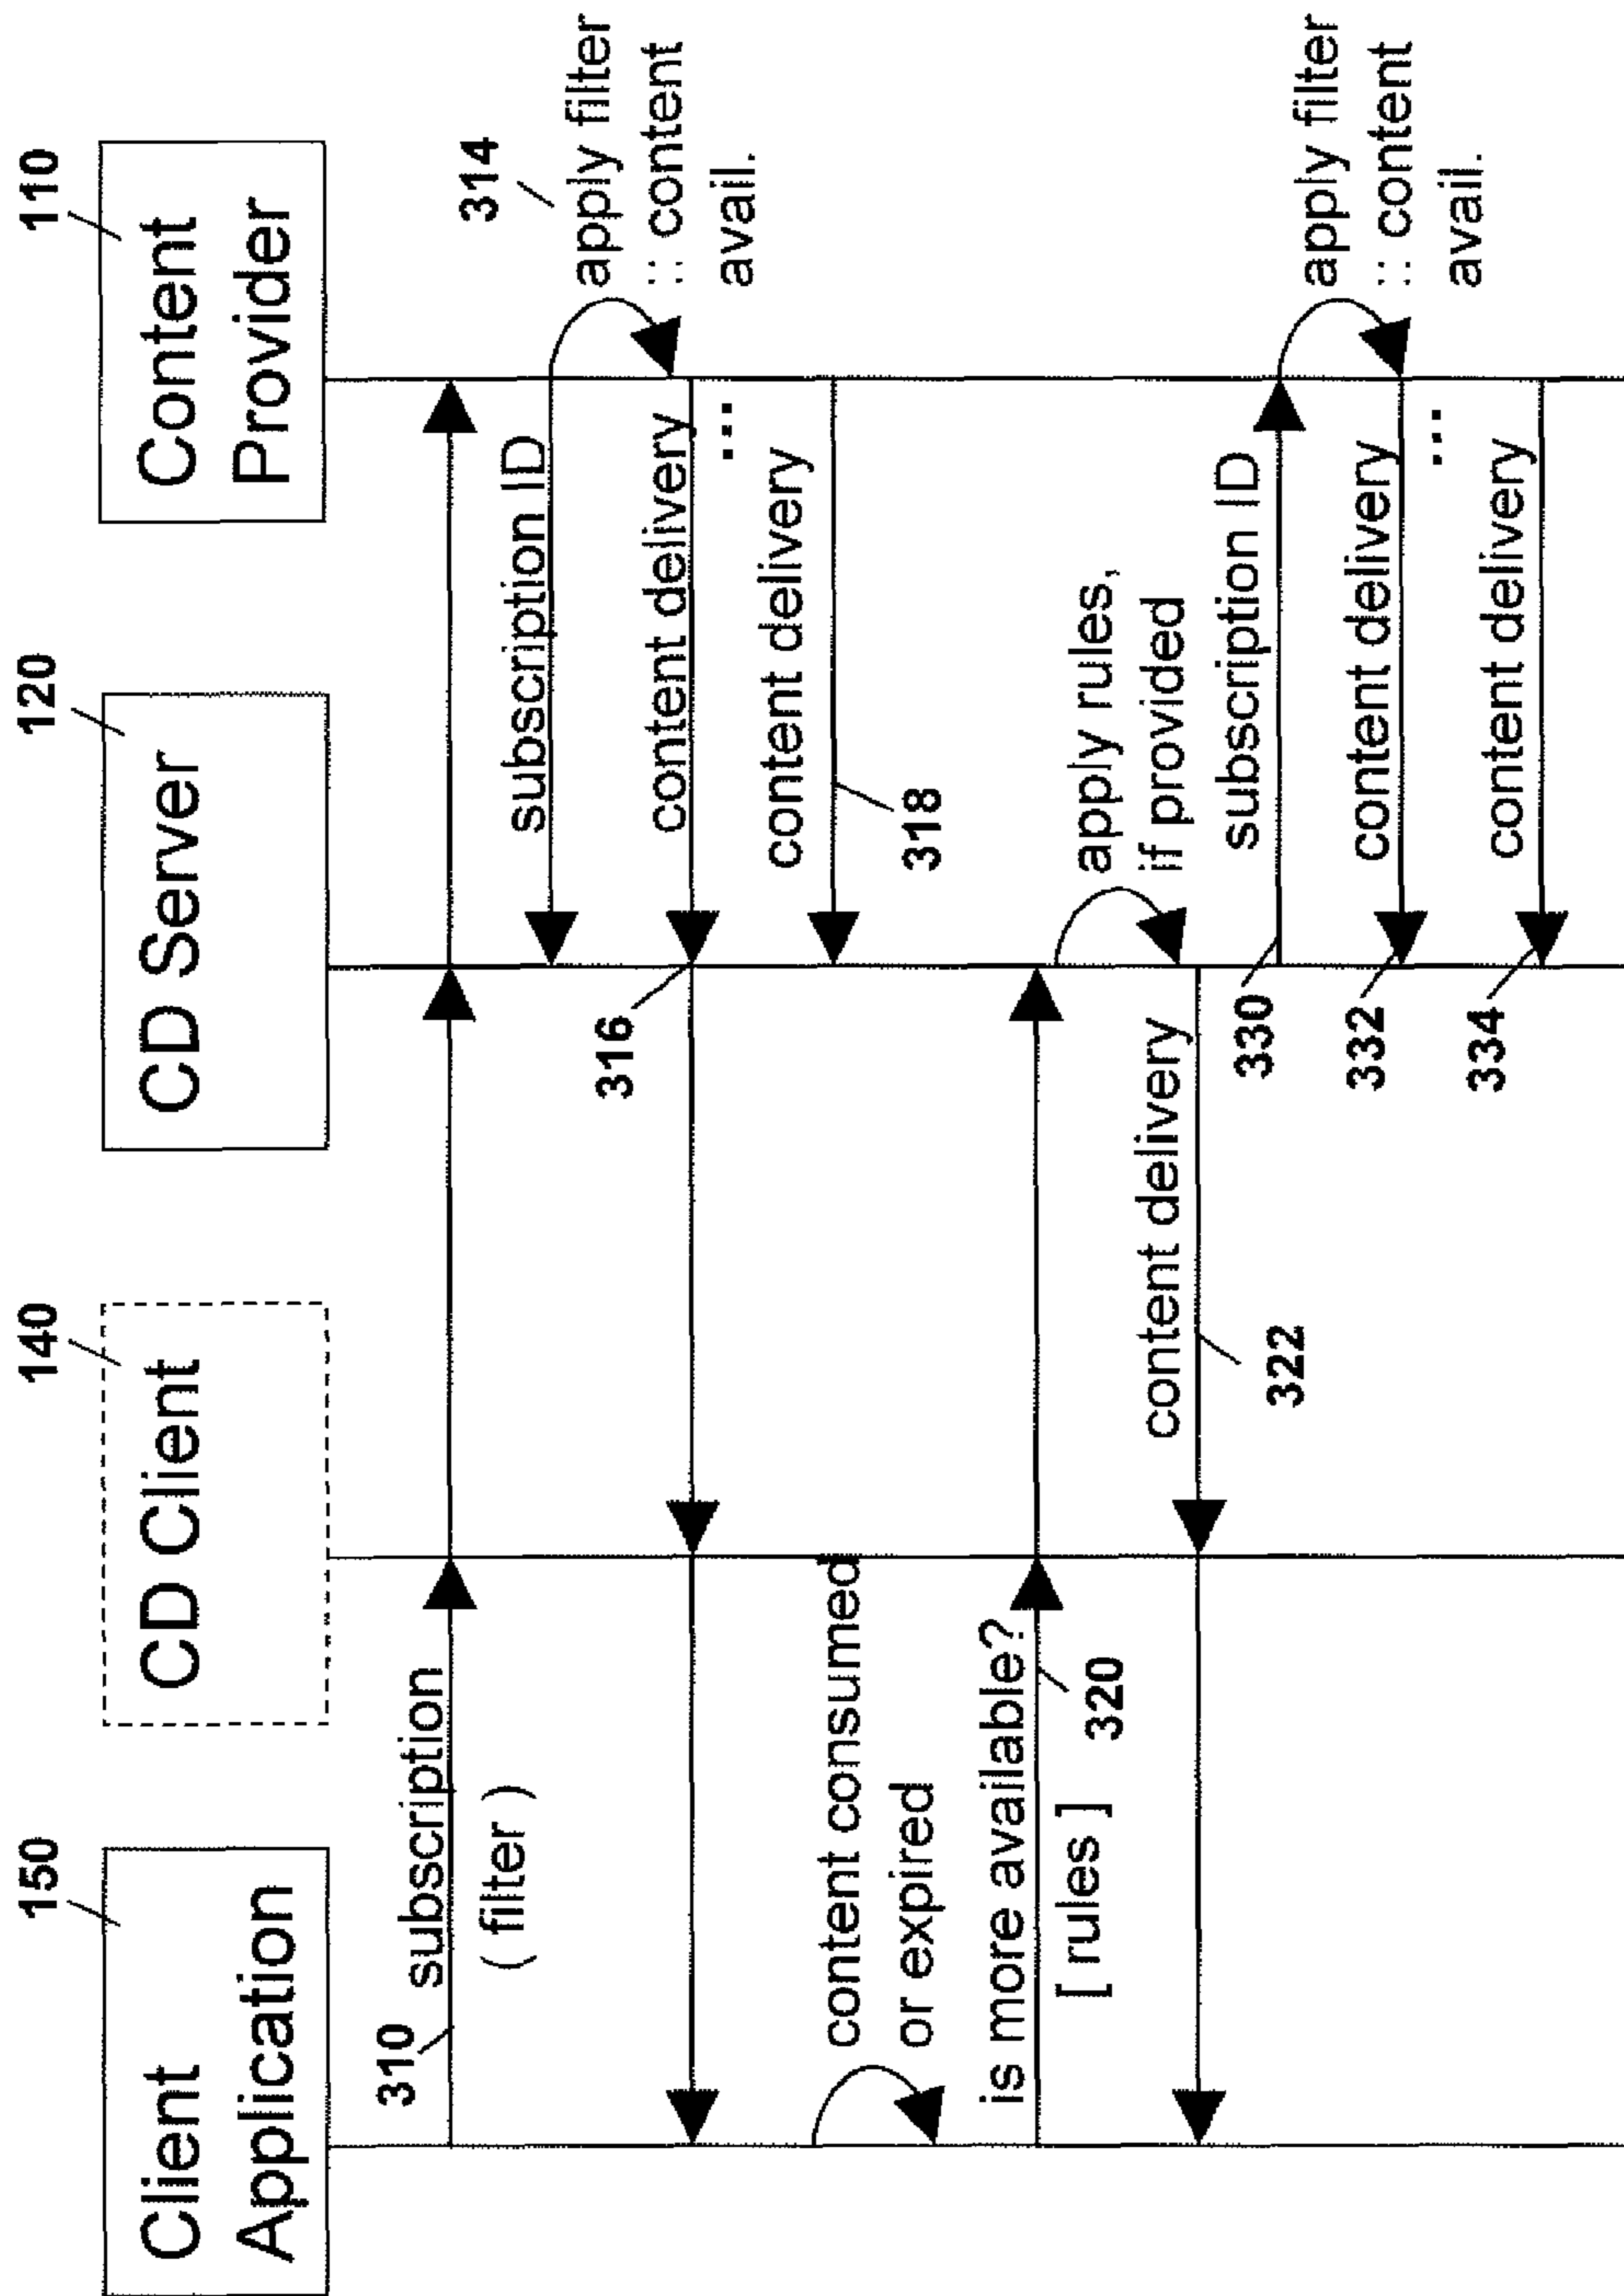 150
Client
Application
140
CD Client
120
CD Server
110
Content
Provider
310
subscription
( filter )
subscription ID
314
apply filter
:: content
avail.
content delivery
316
...
content delivery
318
content consumed
or expired
is more available?
320
[ rules ]
apply rules,
if provided
content delivery
322
subscription ID
330
apply filter
:: content
avail.
content delivery
332
...
content delivery
334